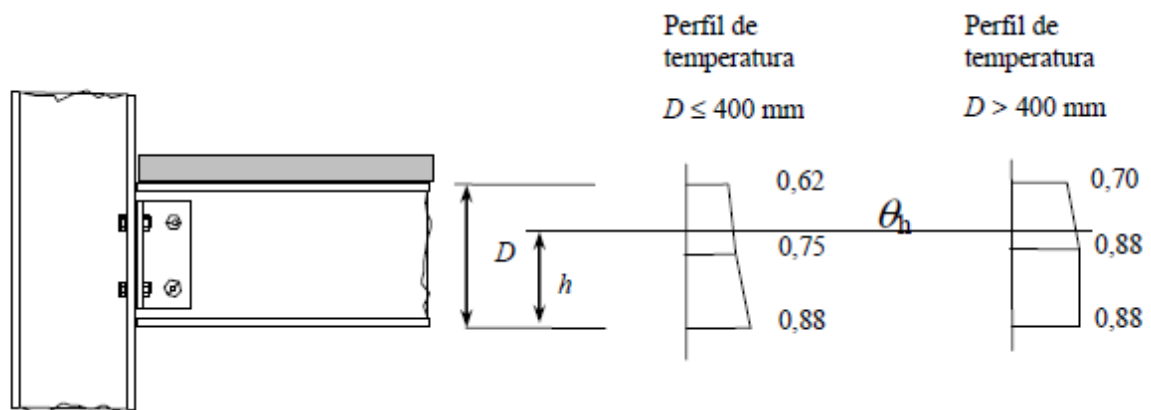 Perfil de
temperatura
D ≤ 400 mm
Perfil de
temperatura
D > 400 mm
D
h
0,62
0,75
0,88
θh
0,70
0,88
0,88